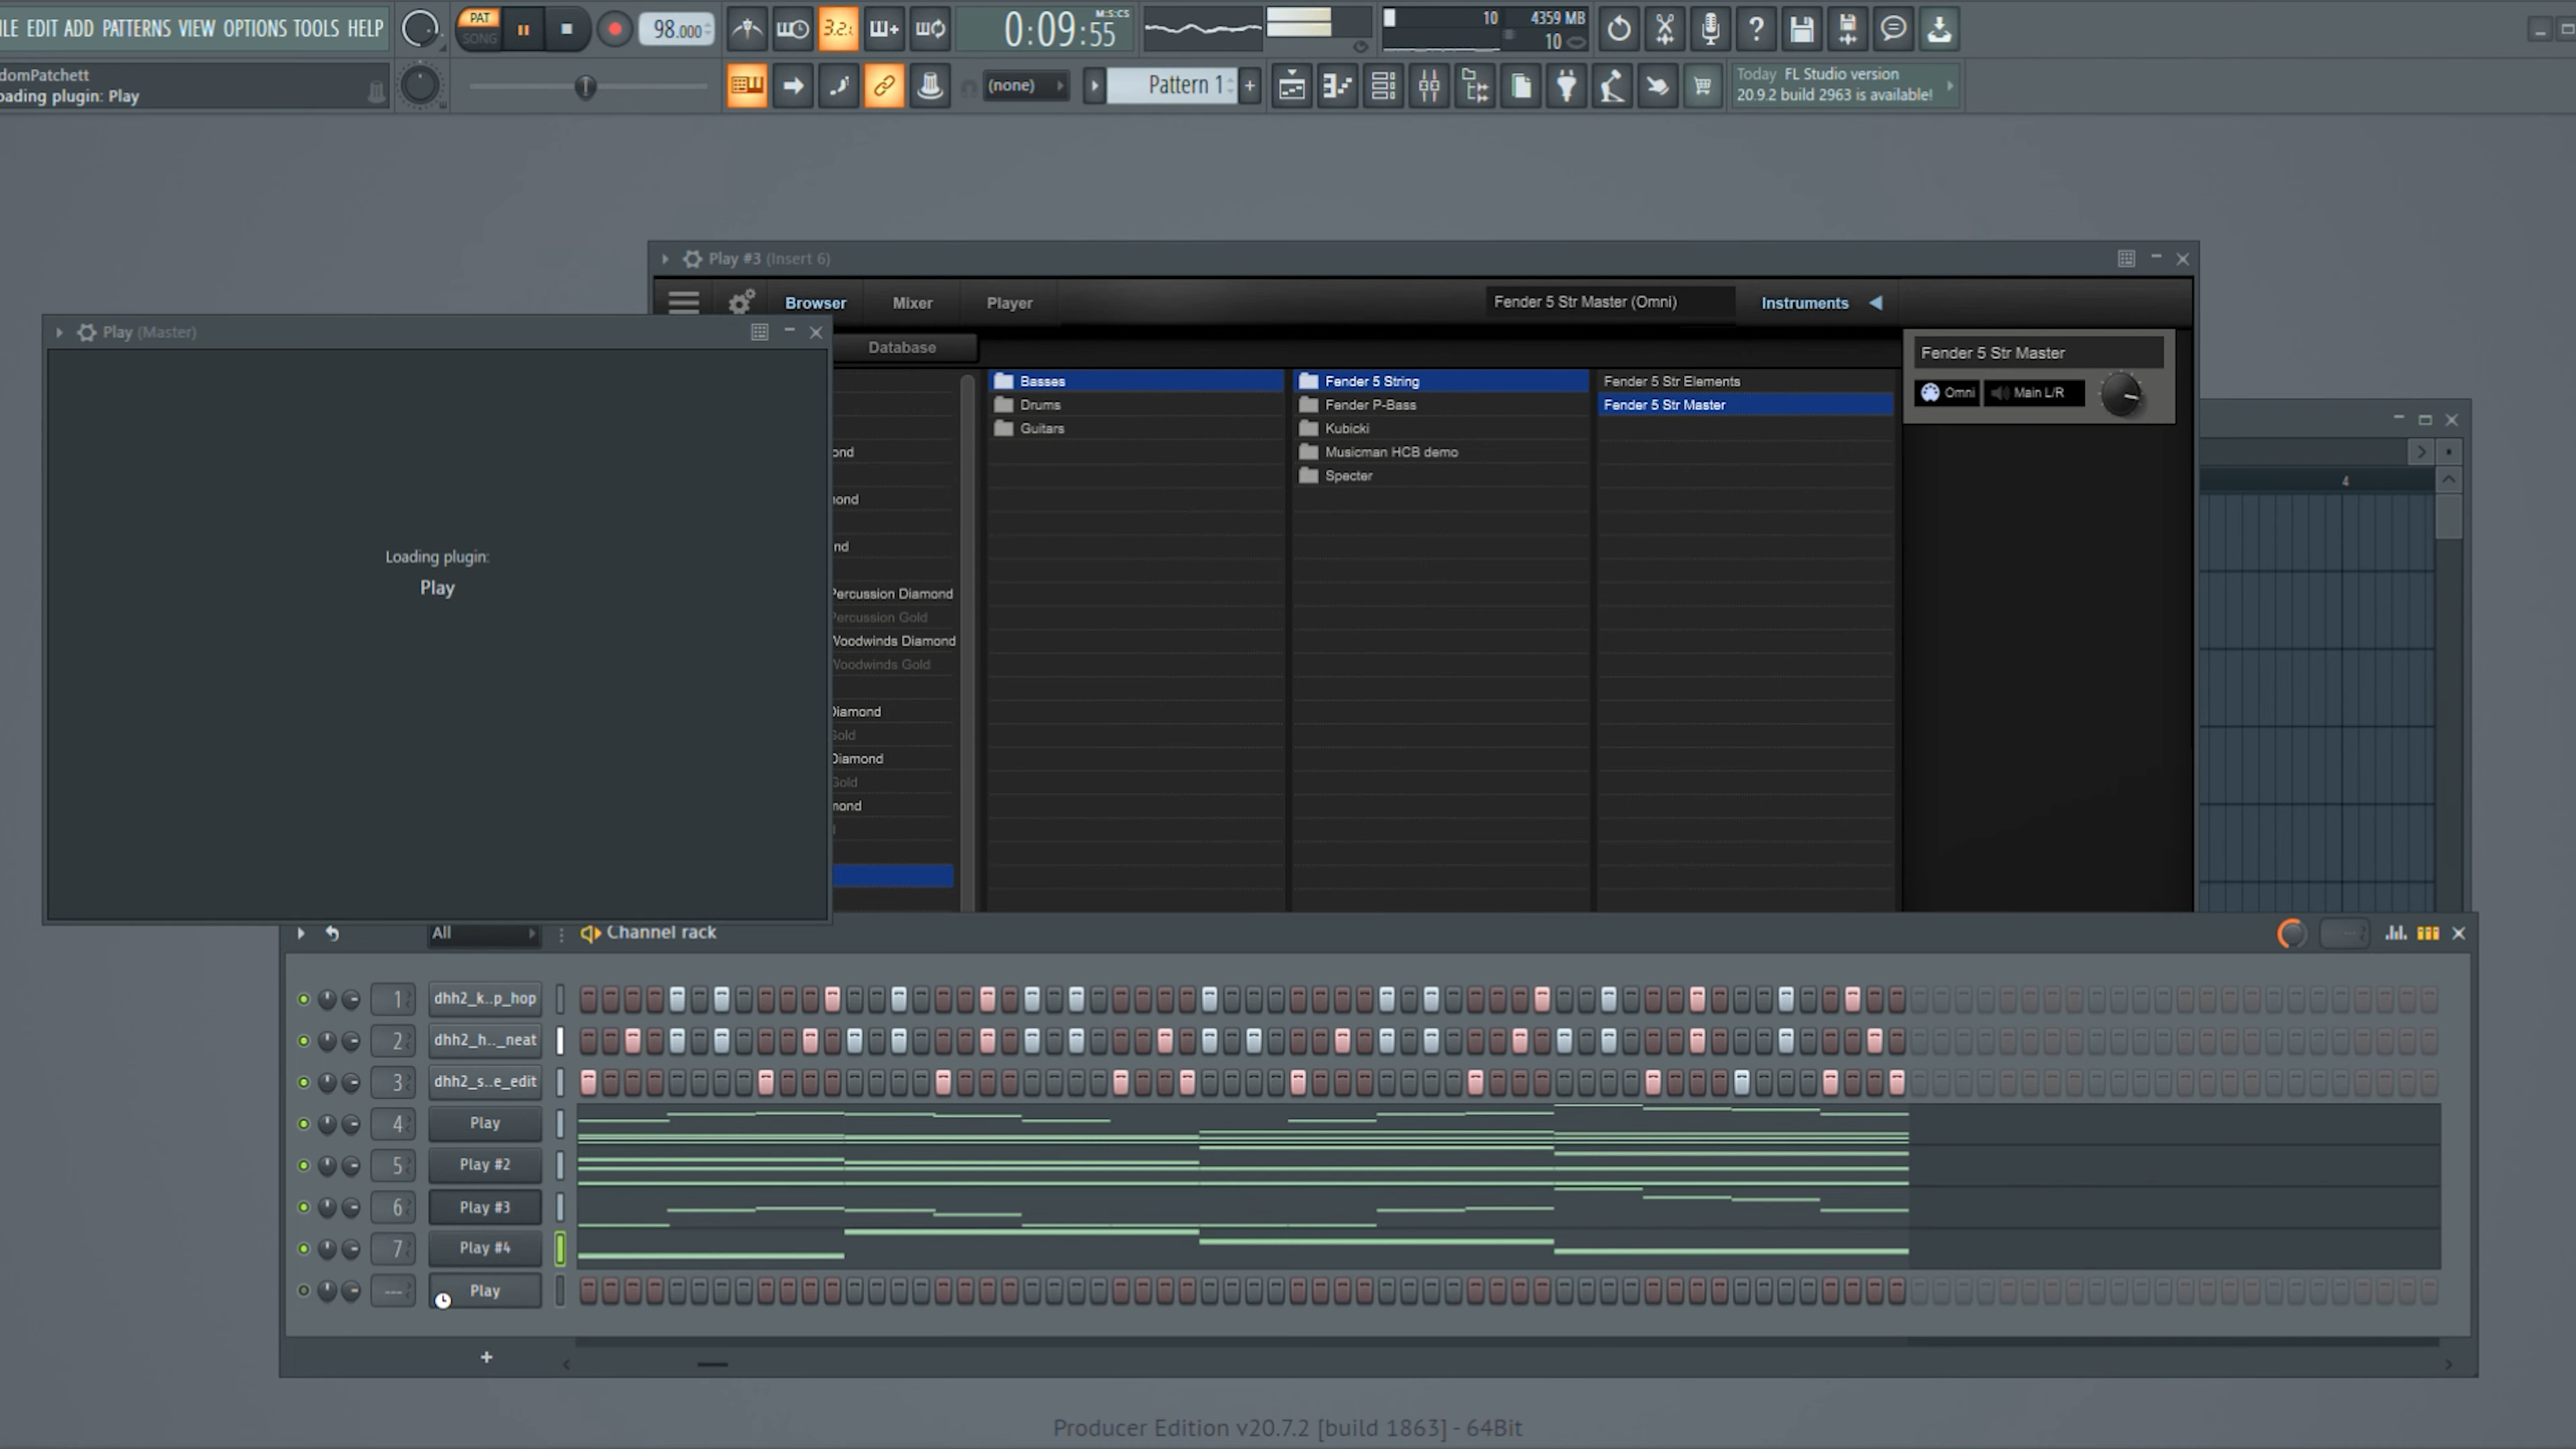 ILE EDIT ADD PATTERNS VIEW OPTIONS TOOLS HELP
PAT
SONG
98.000
3.2.
0:09:55
M:S:CS
10
4359 MB
10
domPatchett
oading plugin: Play
(none)
Pattern 1
+
Today FL Studio version
20.9.2 build 2963 is available!
Play #3 (Insert 6)
Browser
Mixer
Player
Fender 5 Str Master (Omni)
Instruments
Play (Master)
Loading plugin:
Play
Database
ond
ond
nd
Percussion Diamond
Percussion Gold
Woodwinds Diamond
Woodwinds Gold
Diamond
Gold
Diamond
Gold
mond
Basses
Drums
Guitars
Fender 5 String
Fender P-Bass
Kubicki
Musicman HCB demo
Specter
Fender 5 Str Elements
Fender 5 Str Master
Fender 5 Str Master
Omni
Main L/R
4
All
Channel rack
1 dhh2_k..p_hop
2 dhh2_h.._neat
3 dhh2_s..e_edit
4 Play
5 Play #2
6 Play #3
7 Play #4
--- Play
+
Producer Edition v20.7.2 [build 1863] - 64Bit